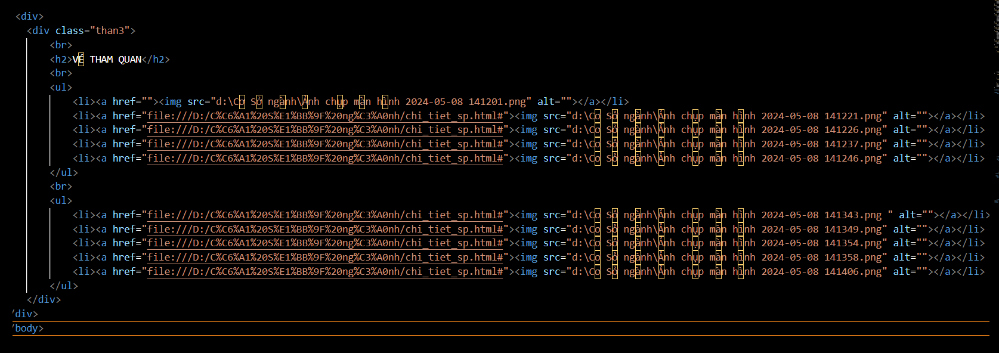 <div>
<div class="than3">
<br>
<h2>VÉ THAM QUAN</h2>
<br>
<ul>
<li><a href=""><img src="d:\Cơ Sở ngành\Ảnh chụp màn hình 2024-05-08 141201.png" alt=""></a></li>
<li><a href="file:///D:/C%C6%A1%20S%E1%BB%9F%20ng%C3%A0nh/chi_tiet_sp.html#"><img src="d:\Cơ Sở ngành\Ảnh chụp màn hình 2024-05-08 141221.png" alt=""></a></li>
<li><a href="file:///D:/C%C6%A1%20S%E1%BB%9F%20ng%C3%A0nh/chi_tiet_sp.html#"><img src="d:\Cơ Sở ngành\Ảnh chụp màn hình 2024-05-08 141226.png" alt=""></a></li>
<li><a href="file:///D:/C%C6%A1%20S%E1%BB%9F%20ng%C3%A0nh/chi_tiet_sp.html#"><img src="d:\Cơ Sở ngành\Ảnh chụp màn hình 2024-05-08 141237.png" alt=""></a></li>
<li><a href="file:///D:/C%C6%A1%20S%E1%BB%9F%20ng%C3%A0nh/chi_tiet_sp.html#"><img src="d:\Cơ Sở ngành\Ảnh chụp màn hình 2024-05-08 141246.png" alt=""></a></li>
</ul>
<br>
<ul>
<li><a href="file:///D:/C%C6%A1%20S%E1%BB%9F%20ng%C3%A0nh/chi_tiet_sp.html#"><img src="d:\Cơ Sở ngành\Ảnh chụp màn hình 2024-05-08 141343.png " alt=""></a></li>
<li><a href="file:///D:/C%C6%A1%20S%E1%BB%9F%20ng%C3%A0nh/chi_tiet_sp.html#"><img src="d:\Cơ Sở ngành\Ảnh chụp màn hình 2024-05-08 141349.png" alt=""></a></li>
<li><a href="file:///D:/C%C6%A1%20S%E1%BB%9F%20ng%C3%A0nh/chi_tiet_sp.html#"><img src="d:\Cơ Sở ngành\Ảnh chụp màn hình 2024-05-08 141354.png" alt=""></a></li>
<li><a href="file:///D:/C%C6%A1%20S%E1%BB%9F%20ng%C3%A0nh/chi_tiet_sp.html#"><img src="d:\Cơ Sở ngành\Ảnh chụp màn hình 2024-05-08 141358.png" alt=""></a></li>
<li><a href="file:///D:/C%C6%A1%20S%E1%BB%9F%20ng%C3%A0nh/chi_tiet_sp.html#"><img src="d:\Cơ Sở ngành\Ảnh chụp màn hình 2024-05-08 141406.png" alt=""></a></li>
</ul>
</div>
/div>
/body>